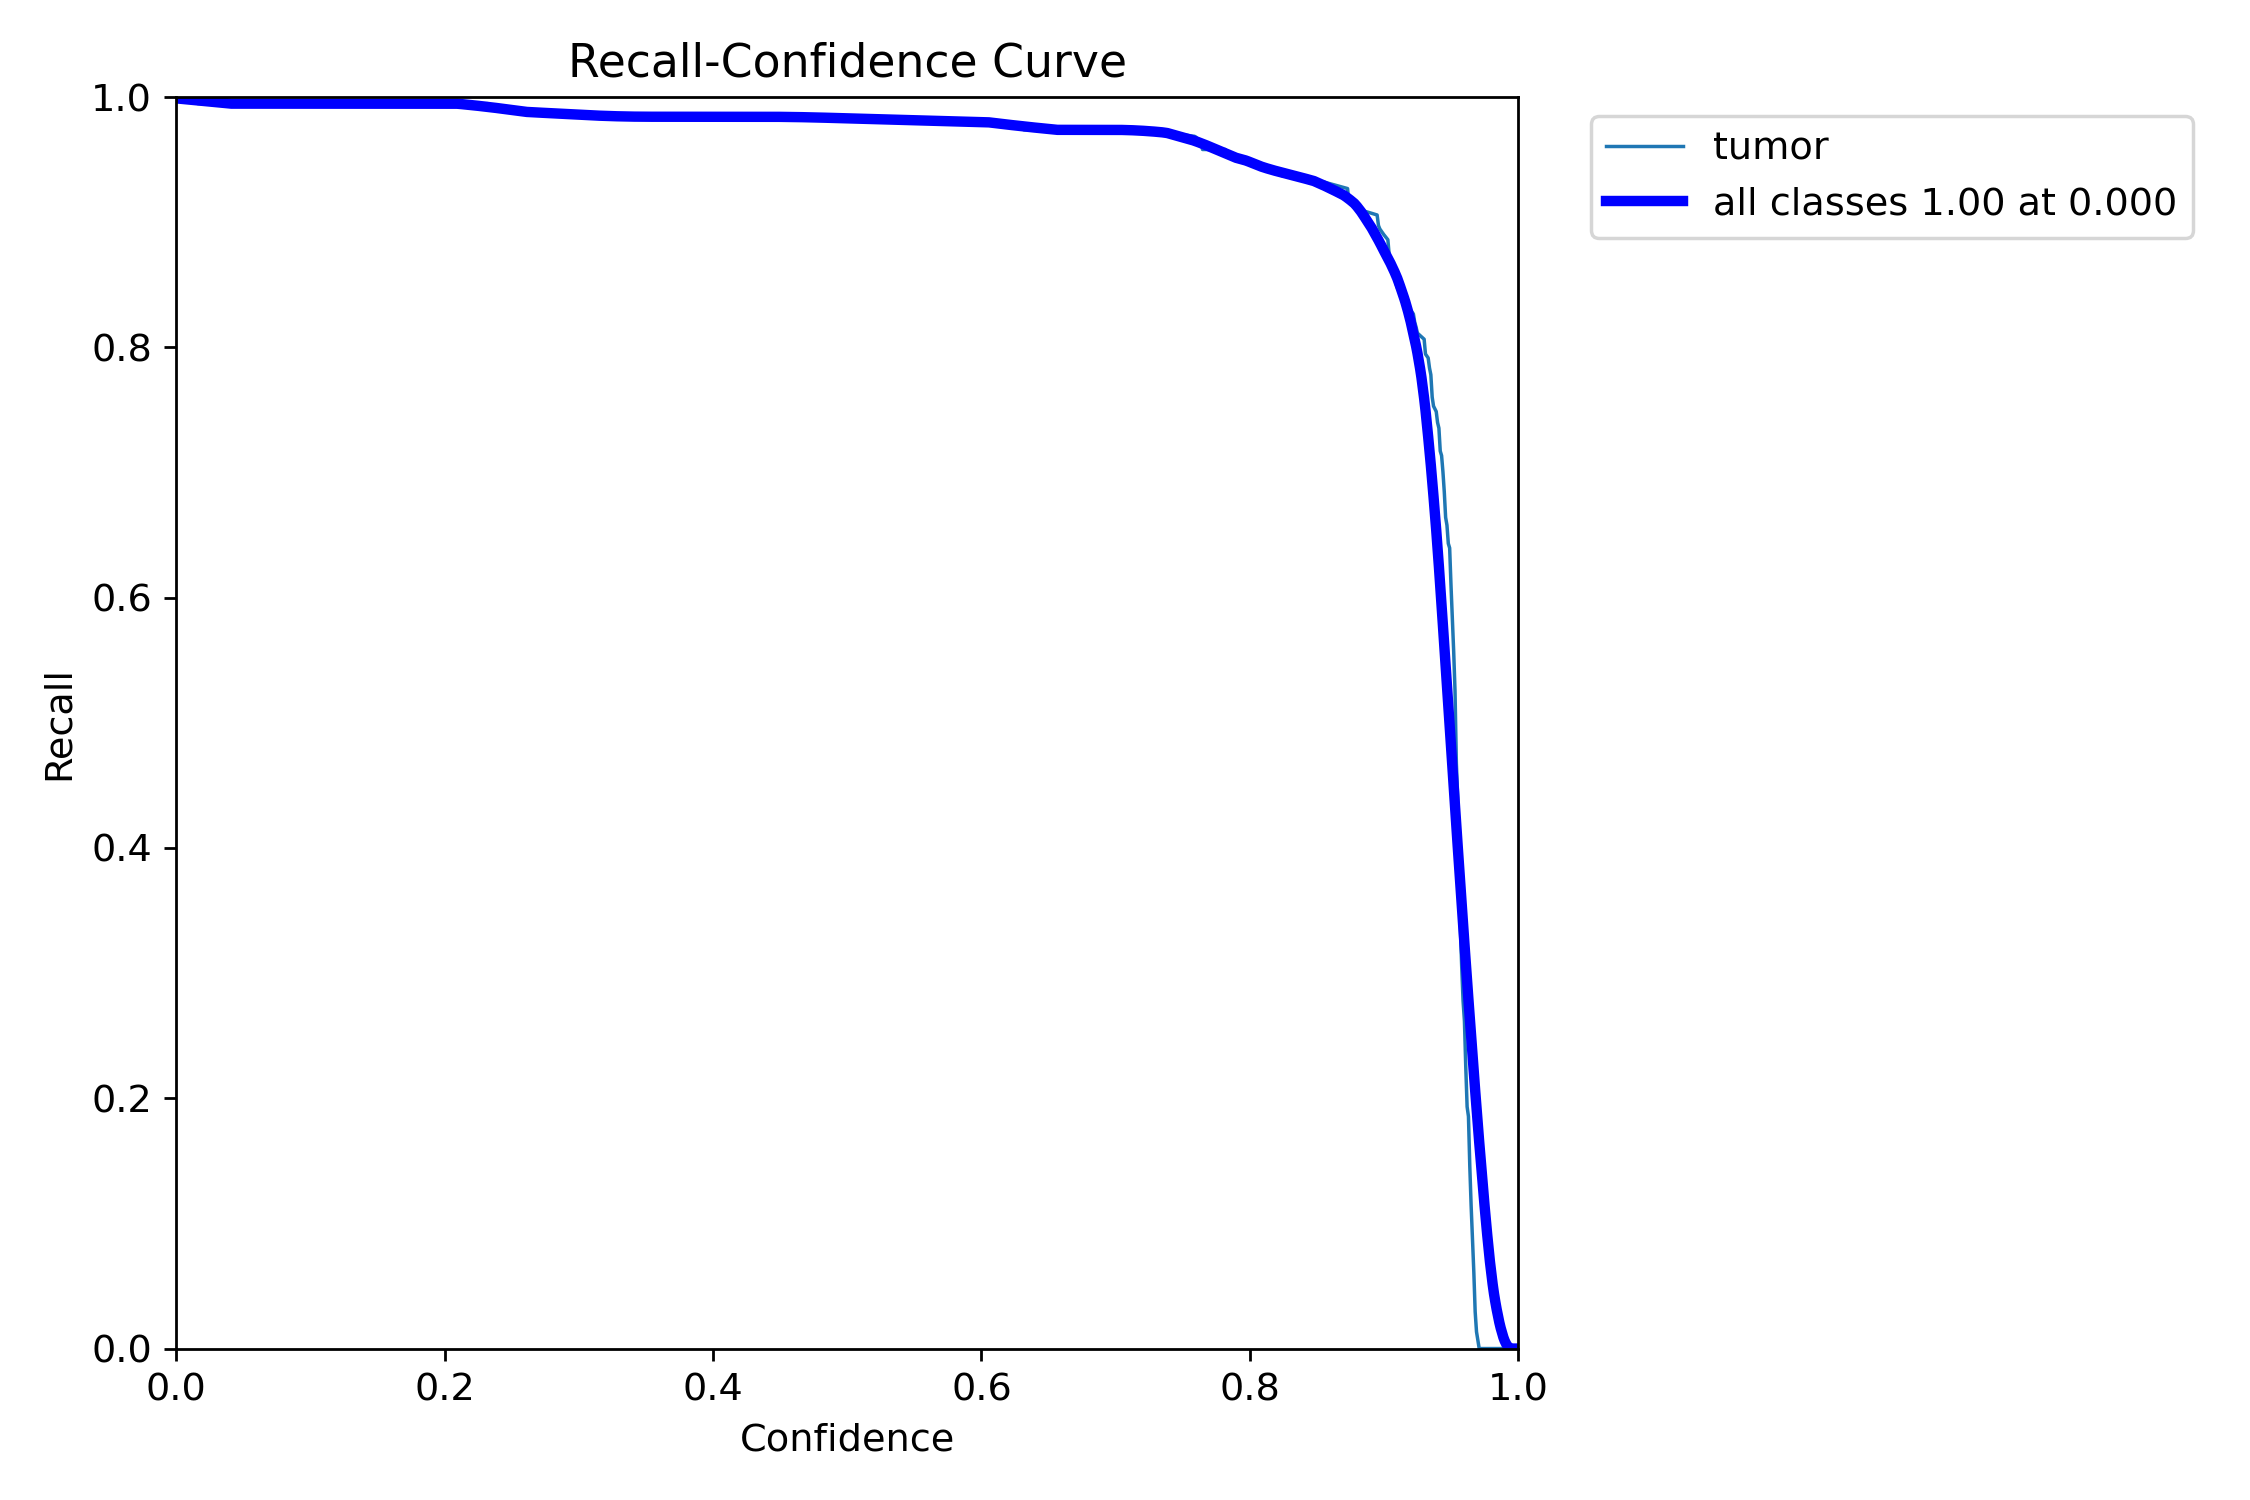 Recall-Confidence Curve
1.0
0.8
0.6
0.4
0.2
0.0
Recall
0.0 0.2 0.4 0.6 0.8 1.0
Confidence
tumor
all classes 1.00 at 0.000